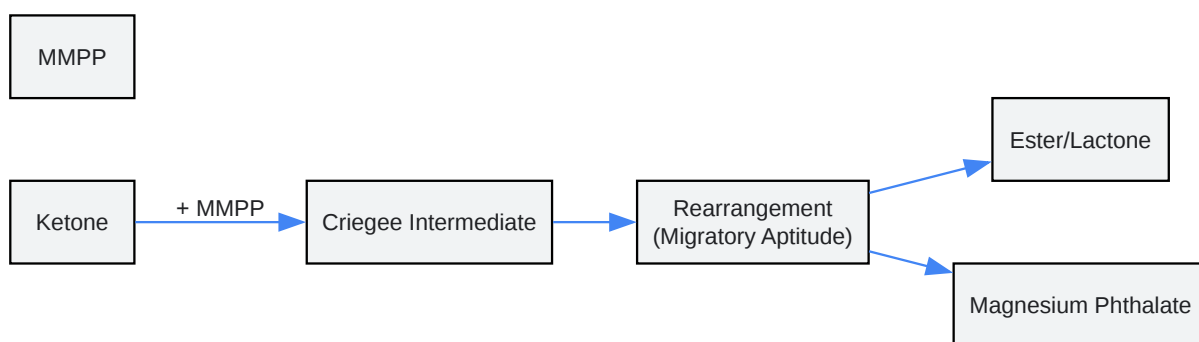 MMPP
Ketone
+ MMPP
Criegee Intermediate
Rearrangement
(Migratory Aptitude)
Ester/Lactone
Magnesium Phthalate